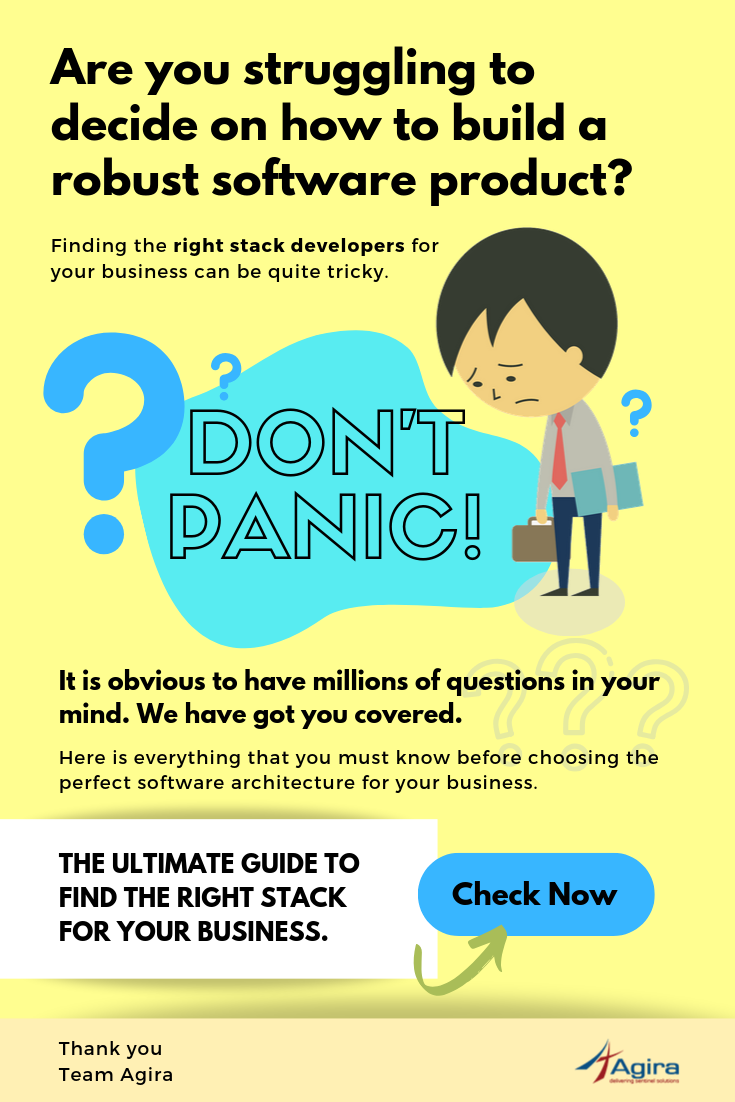 Are you struggling to
decide on how to build a
robust software product?
Finding the right stack developers for
your business can be quite tricky.
?
?
?
DON'T
PANIC!
It is obvious to have millions of questions in your
mind. We have got you covered.
???
Here is everything that you must know before choosing the
perfect software architecture for your business.
THE ULTIMATE GUIDE TO
FIND THE RIGHT STACK
FOR YOUR BUSINESS.
Check Now
Thank you
Team Agira
Agira
delivering sentinel solutions